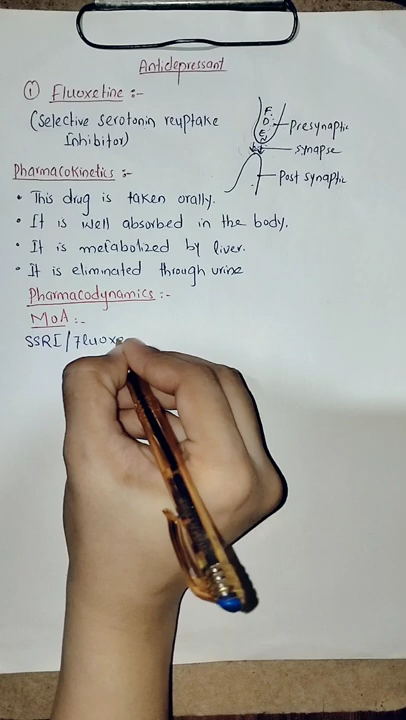 Antidepressant
① Fluoxetine :-
(Selective serotonin reuptake
Inhibitor)
Presynaptic
synapse
Post synaptic
Pharmacokinetics :-
• This drug is taken orally.
• It is well absorbed in the body.
• It is metabolized by liver.
• It is eliminated through urine
Pharmacodynamics :-
MOA :-
SSRI/Fluoxe